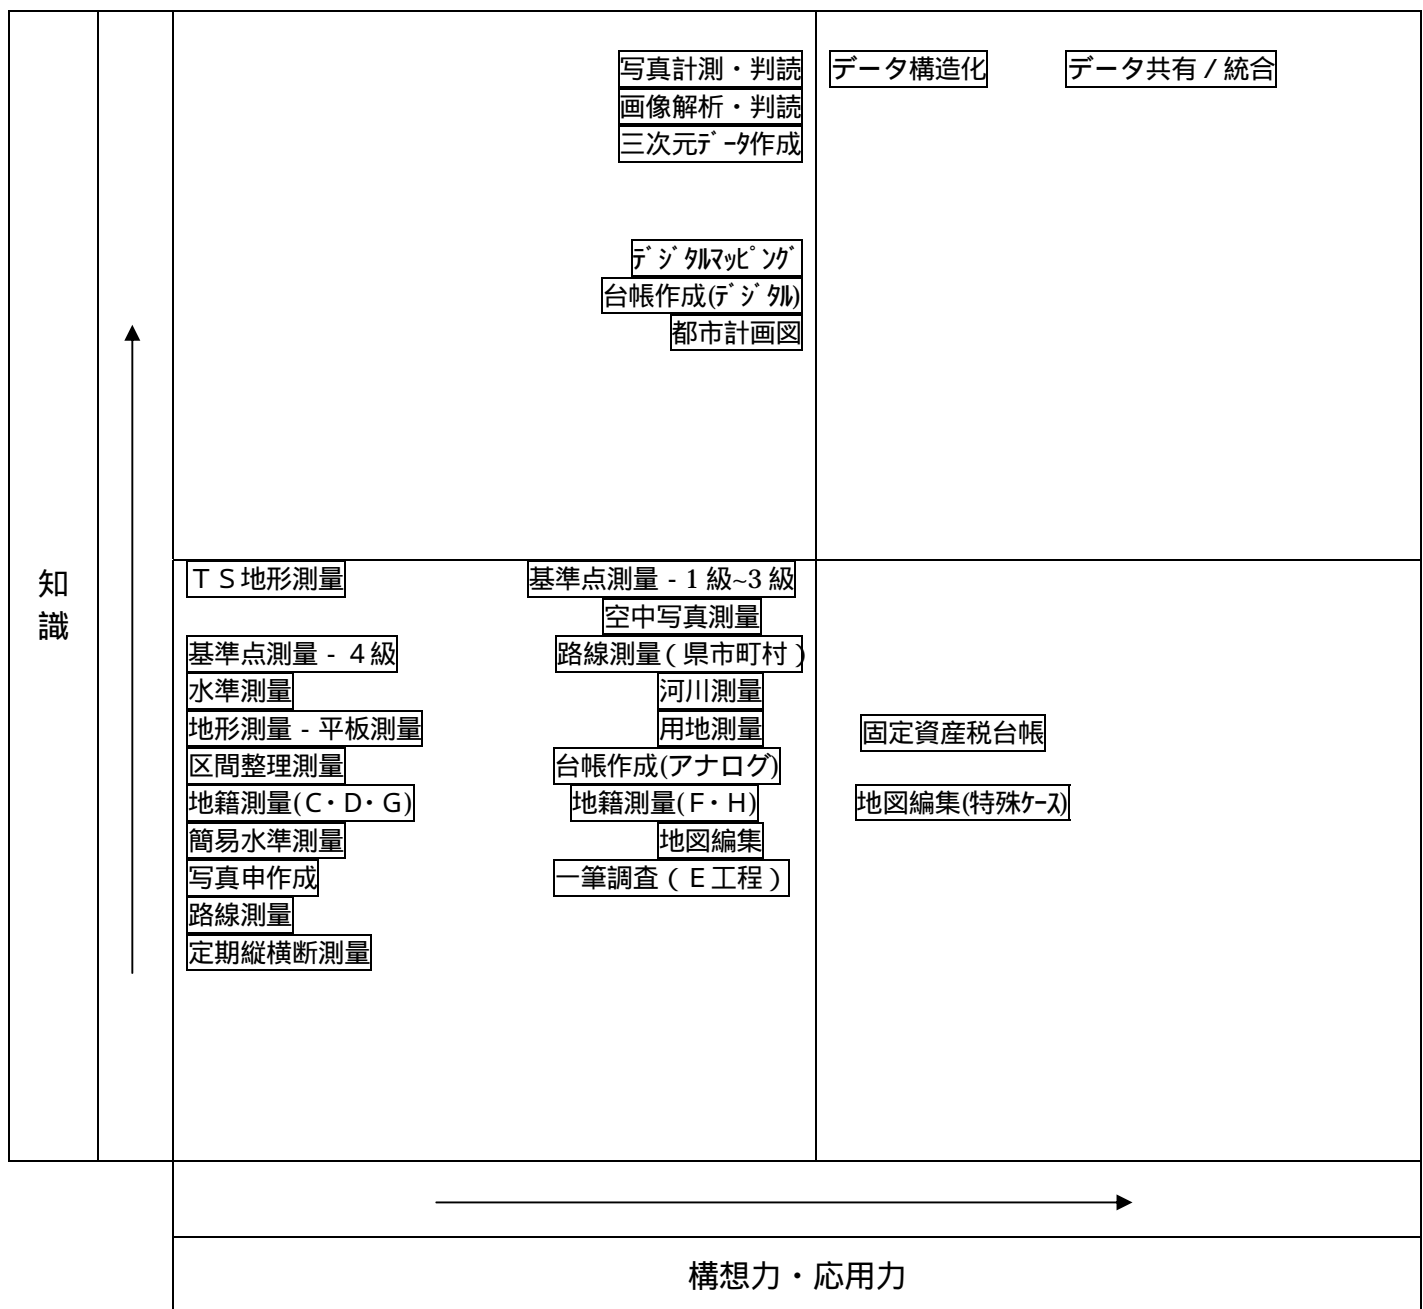 写真計測・判読 データ構造化 データ共有 / 統合
画像解析・判読
三次元ﾃﾞｰﾀ作成
ﾃﾞｼﾞﾀﾙﾏｯﾋﾟﾝｸﾞ
台帳作成(ﾃﾞｼﾞﾀﾙ)
都市計画図
知識
ＴＳ地形測量 基準点測量 - 1 級~3 級
空中写真測量
基準点測量 - ４級 路線測量（県市町村）
水準測量 河川測量
地形測量 - 平板測量 用地測量 固定資産税台帳
区間整理測量 台帳作成(アナログ)
地籍測量(Ｃ・Ｄ・Ｇ) 地籍測量(Ｆ・Ｈ) 地図編集(特殊ｹｰｽ)
簡易水準測量 地図編集
写真申作成 一筆調査（Ｅ工程）
路線測量
定期縦横断測量
構想力・応用力